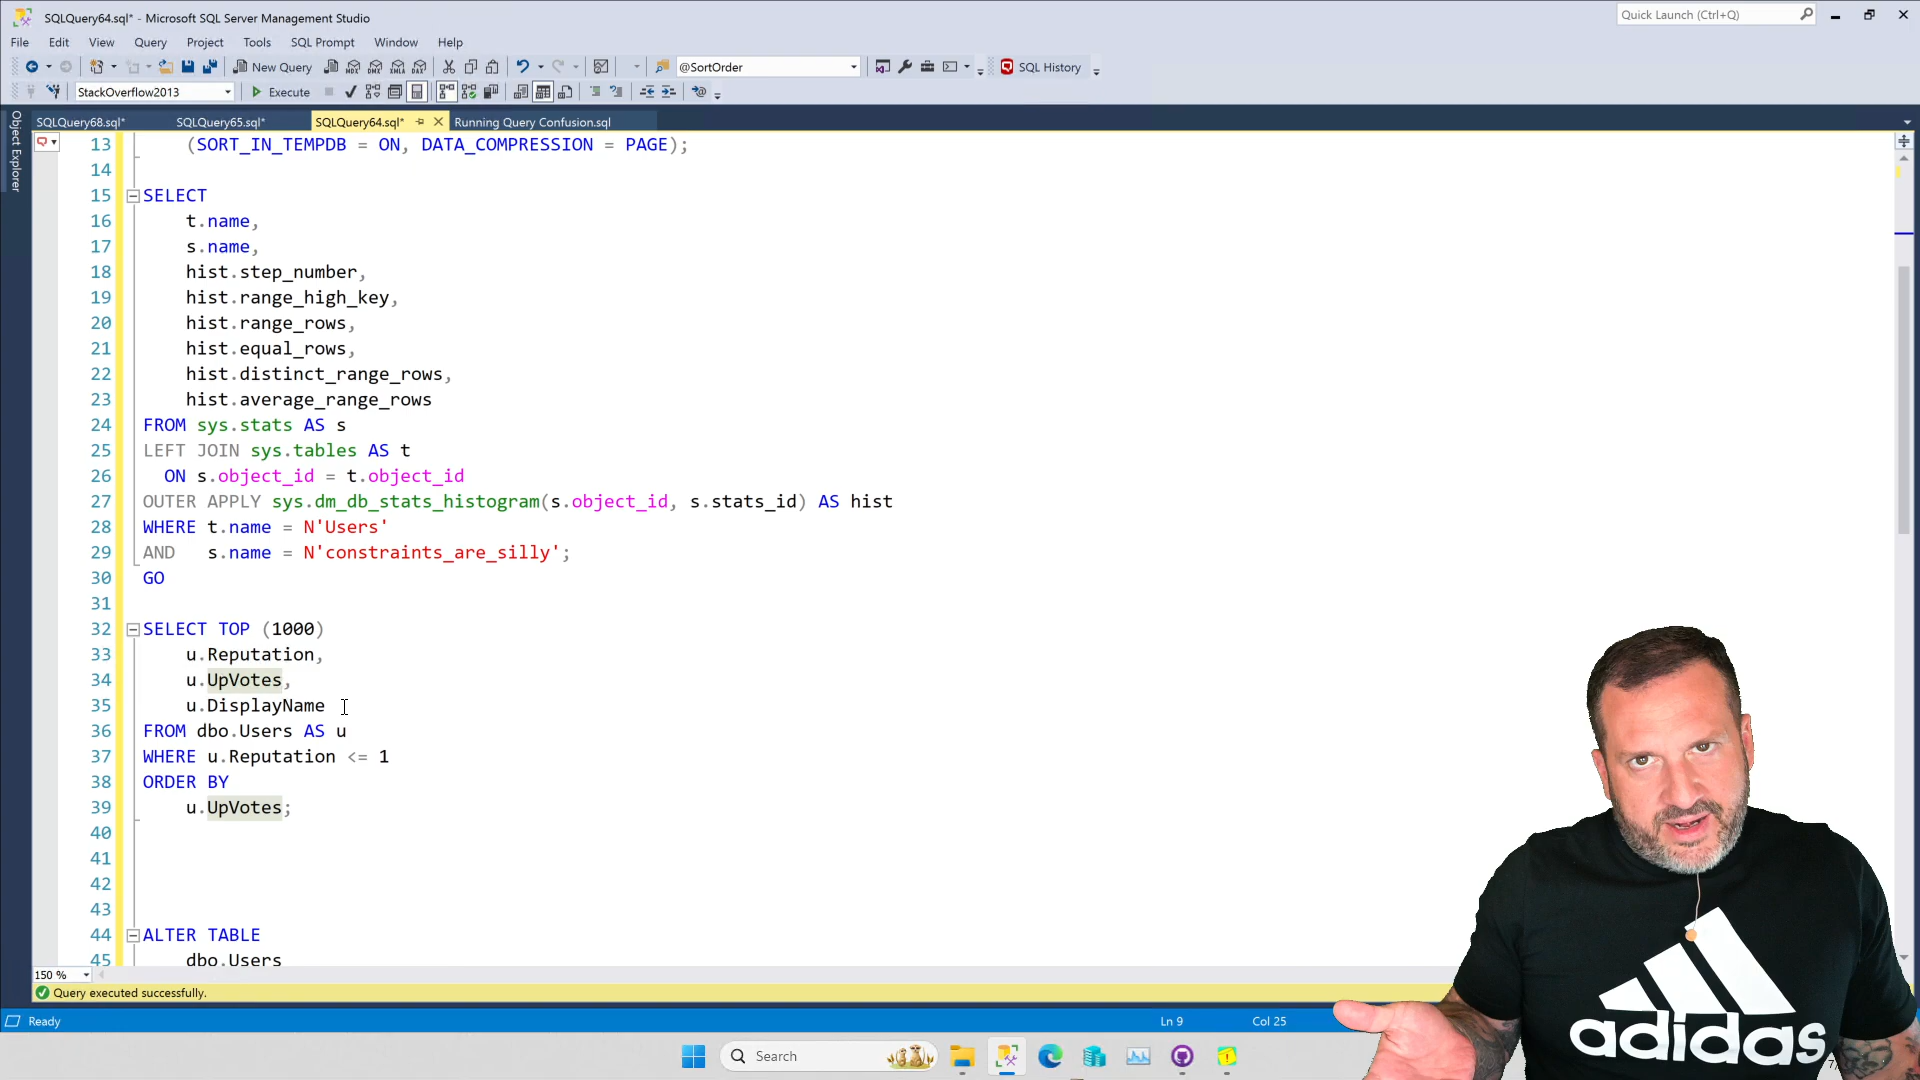 SQLQuery64.sql* - Microsoft SQL Server Management Studio
Quick Launch (Ctrl+Q)
File Edit View Query Project Tools SQL Prompt Window Help
New Query
MDX DMX XMLA DAX
@SortOrder
SQL History
StackOverflow2013
Execute
SQLQuery68.sql*
SQLQuery65.sql*
SQLQuery64.sql*
Running Query Confusion.sql
Object Explorer
13 (SORT_IN_TEMPDB = ON, DATA_COMPRESSION = PAGE);
14
15 SELECT
16 t.name,
17 s.name,
18 hist.step_number,
19 hist.range_high_key,
20 hist.range_rows,
21 hist.equal_rows,
22 hist.distinct_range_rows,
23 hist.average_range_rows
24 FROM sys.stats AS s
25 LEFT JOIN sys.tables AS t
26 ON s.object_id = t.object_id
27 OUTER APPLY sys.dm_db_stats_histogram(s.object_id, s.stats_id) AS hist
28 WHERE t.name = N'Users'
29 AND s.name = N'constraints_are_silly';
30 GO
31
32 SELECT TOP (1000)
33 u.Reputation,
34 u.UpVotes,
35 u.DisplayName
36 FROM dbo.Users AS u
37 WHERE u.Reputation <= 1
38 ORDER BY
39 u.UpVotes;
40
41
42
43
44 ALTER TABLE
45 dbo.Users
150 %
Query executed successfully.
Ready
Ln 9
Col 25
Search
adidas